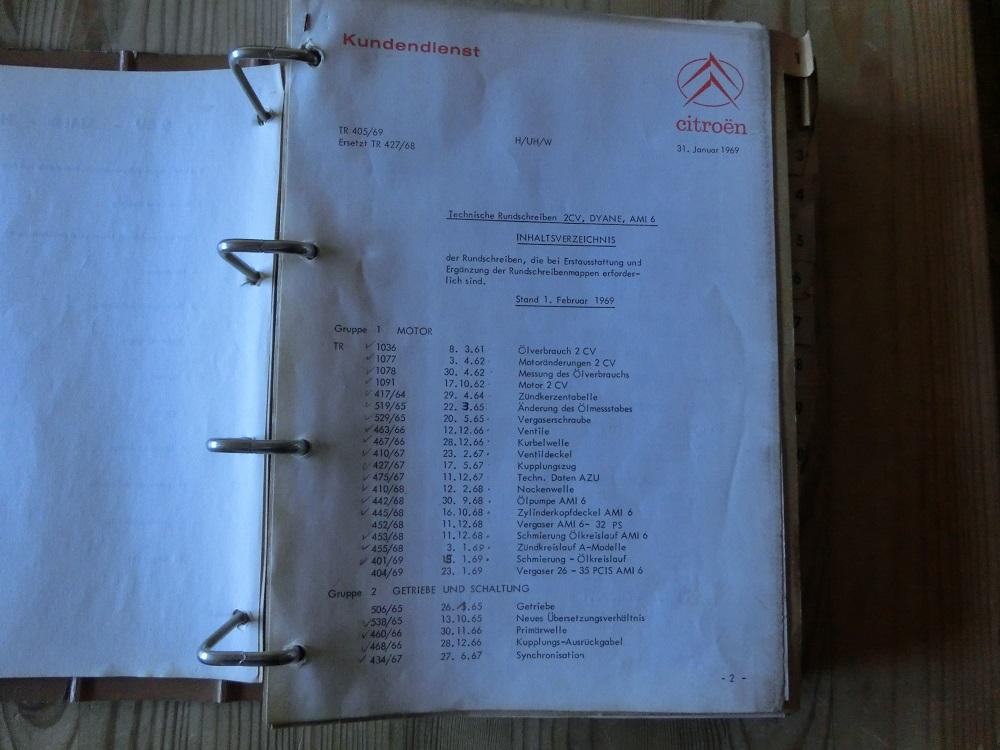 Kundendienst
citroën
TR 405/69
Ersetzt TR 427/68
H/UH/W
31. Januar 1969
Technische Rundschreiben 2CV, DYANE, AMI 6
INHALTSVERZEICHNIS
der Rundschreiben, die bei Erstausstattung und
Ergänzung der Rundschreibenmappen erforder-
lich sind.
Stand 1. Februar 1969
Gruppe 1 MOTOR
TR ✓ 1036 8. 3.61 Ölverbrauch 2 CV
✓ 1077 3. 4.62 Motoränderungen 2 CV
✓ 1078 30. 4.62 Messung des Ölverbrauchs
✓ 1091 17.10.62 Motor 2 CV
✓ 417/64 29. 4.64 Zündkerzentabelle
✓ 519/65 22. 3.65 Änderung des Ölmessstabes
✓ 529/65 20. 5.65 Vergaserschraube
✓ 463/66 12.12.66 Ventile
✓ 467/66 28.12.66 Kurbelwelle
✓ 410/67 23. 2.67 Ventildeckel
✓ 427/67 17. 5.67 Kupplungszug
✓ 475/67 11.12.67 Techn. Daten AZU
✓ 410/68 12. 2.68 Nockenwelle
✓ 442/68 30. 9.68 Ölpumpe AMI 6
✓ 445/68 16.10.68 Zylinderkopfdeckel AMI 6
452/68 11.12.68 Vergaser AMI 6 - 32 PS
✓ 453/68 11.12.68 Schmierung Ölkreislauf AMI 6
✓ 455/68 3. 1.69 Zündkreislauf A-Modelle
✓ 401/69 1.69 Schmierung - Ölkreislauf
404/69 23. 1.69 Vergaser 26 - 35 PCIS AMI 6
Gruppe 2 GETRIEBE UND SCHALTUNG
506/65 26. .65 Getriebe
✓ 538/65 13.10.65 Neues Übersetzungsverhältnis
✓ 460/66 30.11.66 Primärwelle
✓ 468/66 28.12.66 Kupplungs-Ausrückgabel
✓ 434/67 27. 6.67 Synchronisation
- 2 -